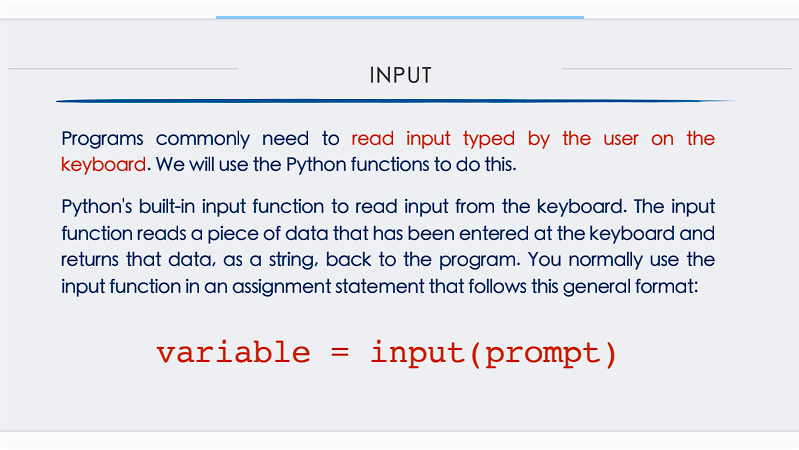 INPUT
Programs commonly need to read input typed by the user on the
keyboard. We will use the Python functions to do this.
Python's built-in input function to read input from the keyboard. The input
function reads a piece of data that has been entered at the keyboard and
returns that data, as a string, back to the program. You normally use the
input function in an assignment statement that follows this general format:
variable = input(prompt)